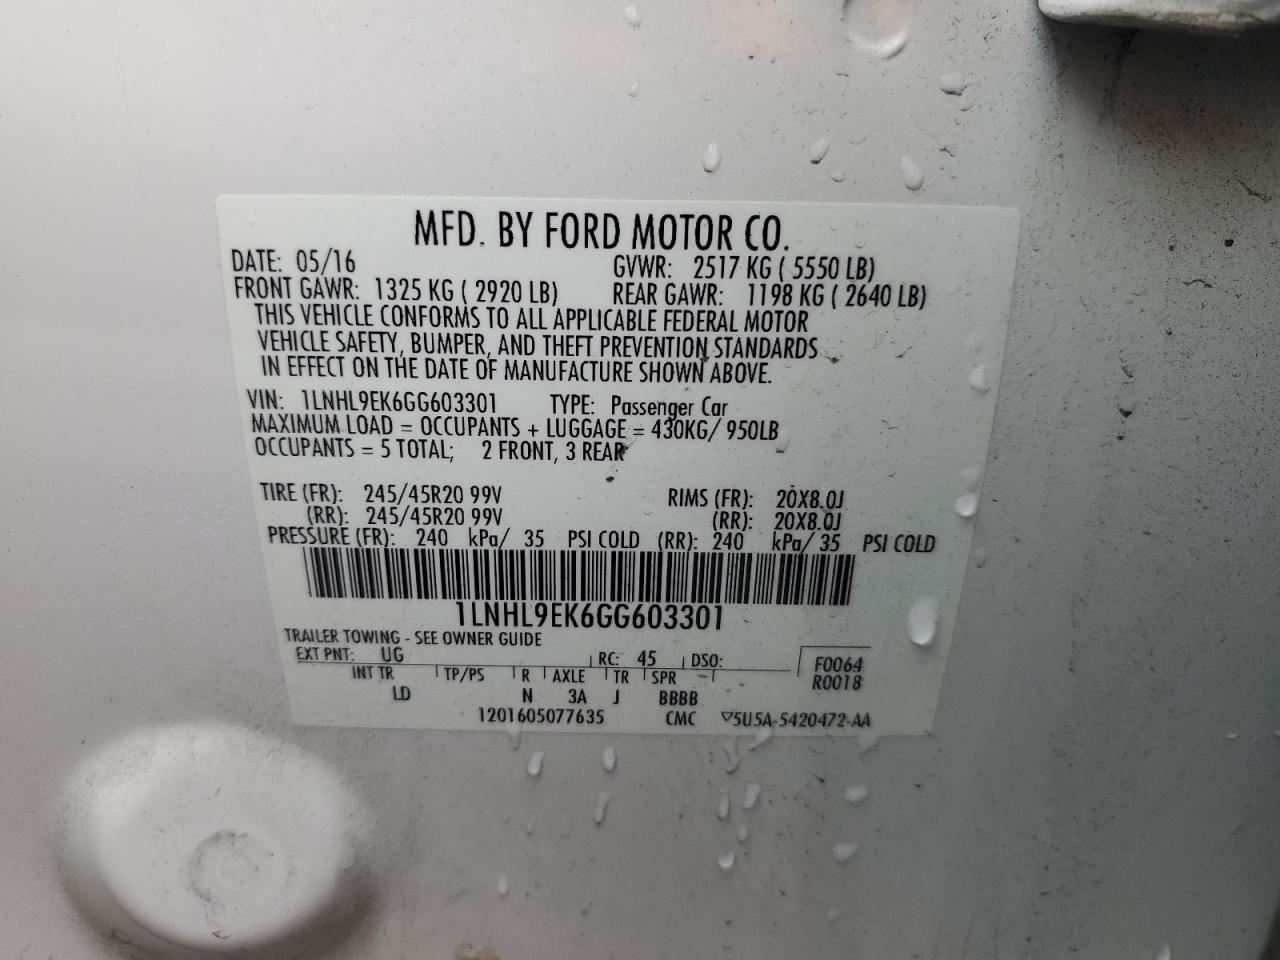 MFD. BY FORD MOTOR CO.
DATE: 05/16 GVWR: 2517 KG ( 5550 LB)
FRONT GAWR: 1325 KG ( 2920 LB) REAR GAWR: 1198 KG ( 2640 LB)
THIS VEHICLE CONFORMS TO ALL APPLICABLE FEDERAL MOTOR
VEHICLE SAFETY, BUMPER, AND THEFT PREVENTION STANDARDS
IN EFFECT ON THE DATE OF MANUFACTURE SHOWN ABOVE.
VIN: 1LNHL9EK6GG603301 TYPE: Passenger Car
MAXIMUM LOAD = OCCUPANTS + LUGGAGE = 430KG/ 950LB
OCCUPANTS = 5 TOTAL; 2 FRONT, 3 REAR
TIRE (FR): 245/45R20 99V RIMS (FR): 20X8.0J
(RR): 245/45R20 99V (RR): 20X8.0J
PRESSURE (FR): 240 kPa/ 35 PSI COLD (RR): 240 kPa/ 35 PSI COLD
1LNHL9EK6GG603301
TRAILER TOWING - SEE OWNER GUIDE
EXT PNT: UG RC: 45 DSO: F0064
INT TR TP/PS R AXLE TR SPR R0018
LD N 3A J BBBB
1201605077635 CMC ▽5U5A-5420472-AA